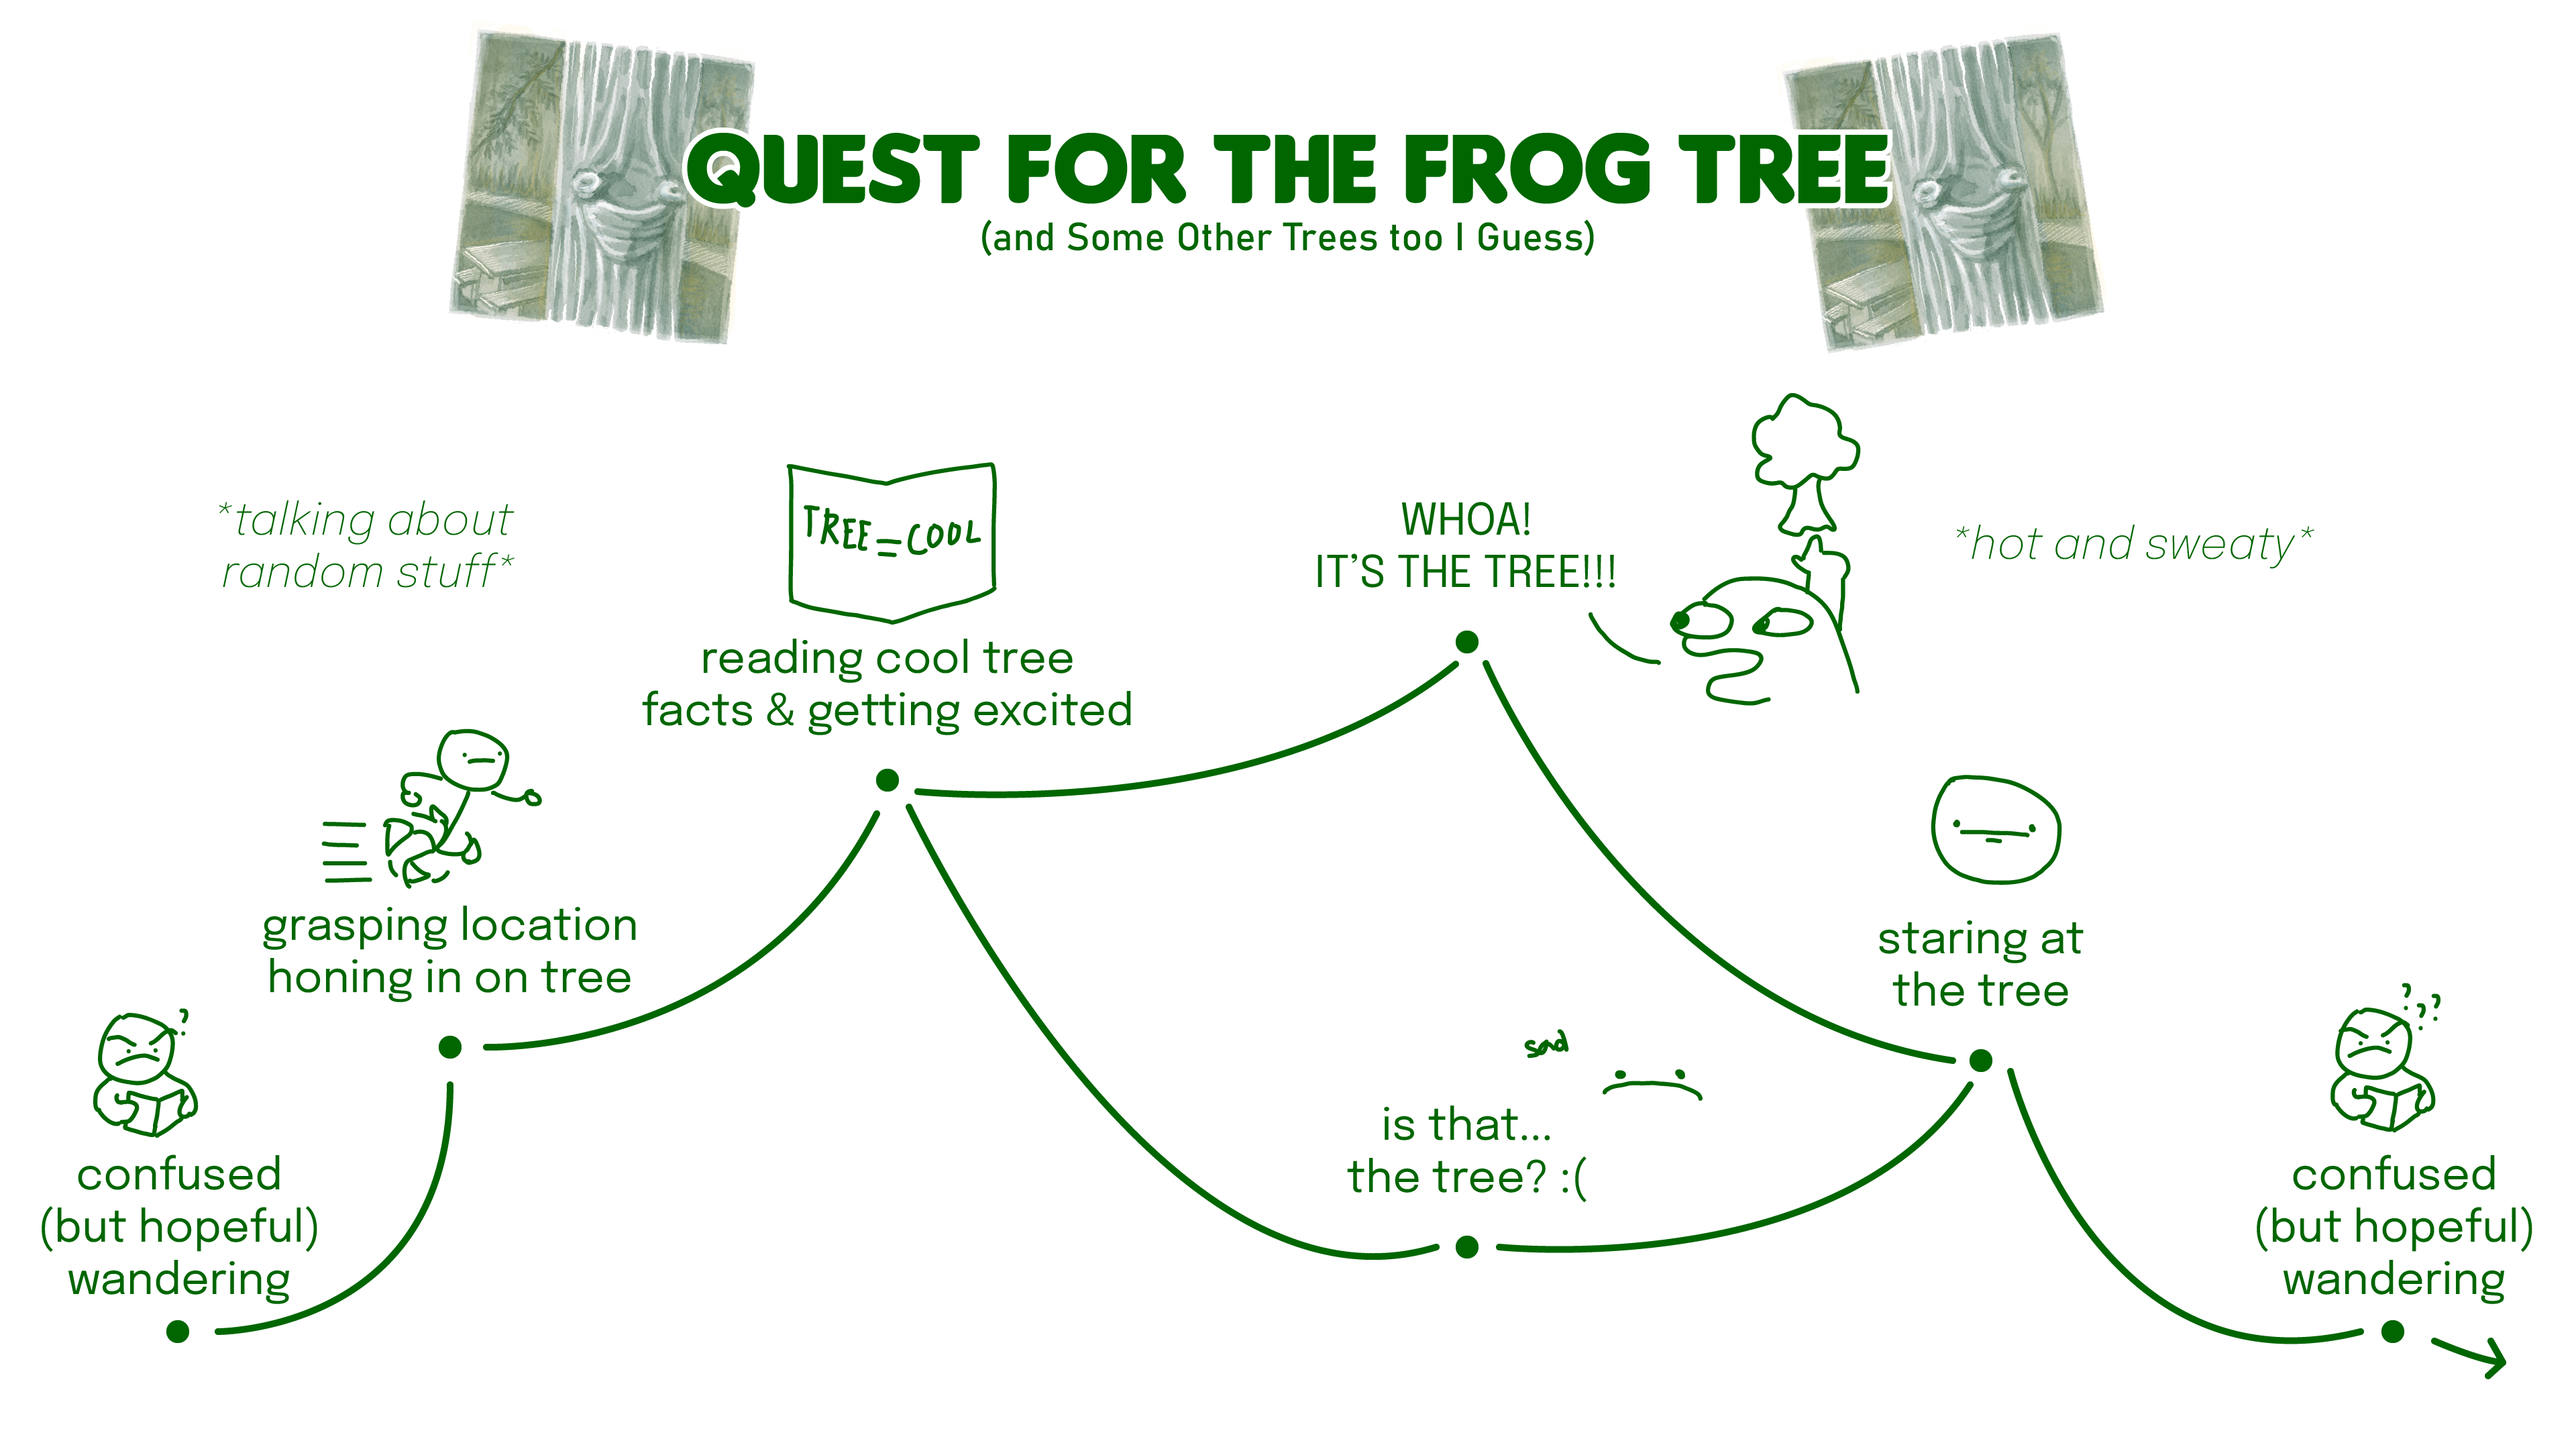 QUEST FOR THE FROG TREE
(and Some Other Trees too I Guess)
*talking about
random stuff*
TREE=COOL
reading cool tree
facts & getting excited
WHOA!
IT'S THE TREE!!!
*hot and sweaty*
grasping location
honing in on tree
staring at
the tree
?
confused
(but hopeful)
wandering
sad
is that...
the tree? :(
???
confused
(but hopeful)
wandering